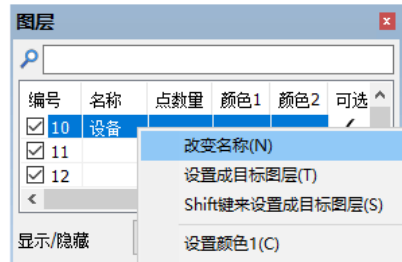 图层
编号 名称 点数量 颜色1 颜色2 可选
10 设备
11
12
改变名称(N)
设置成目标图层(T)
Shift键来设置成目标图层(S)
设置颜色1(C)
显示/隐藏